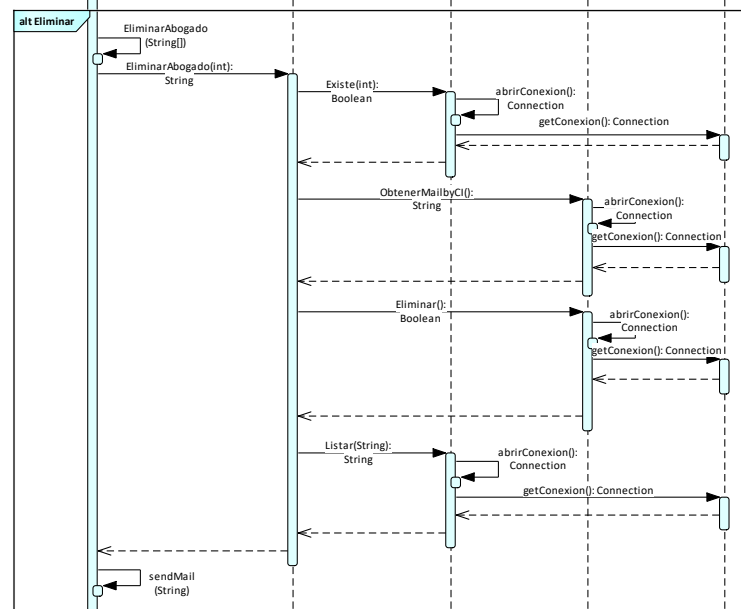 alt Eliminar
EliminarAbogado
(String[])
EliminarAbogado(int):
String
Existe(int):
Boolean
abrirConexion():
Connection
getConexion(): Connection
ObtenerMailbyCI():
String
abrirConexion():
Connection
getConexion(): Connection
Eliminar():
Boolean
abrirConexion():
Connection
getConexion(): Connection
Listar(String):
String
abrirConexion():
Connection
getConexion(): Connection
sendMail
(String)